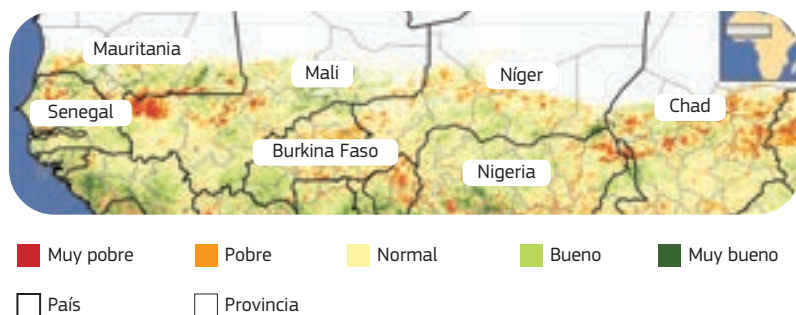 Mauritania
Mali
Níger
Senegal
Chad
Burkina Faso
Nigeria
Muy pobre
Pobre
Normal
Bueno
Muy bueno
País
Provincia